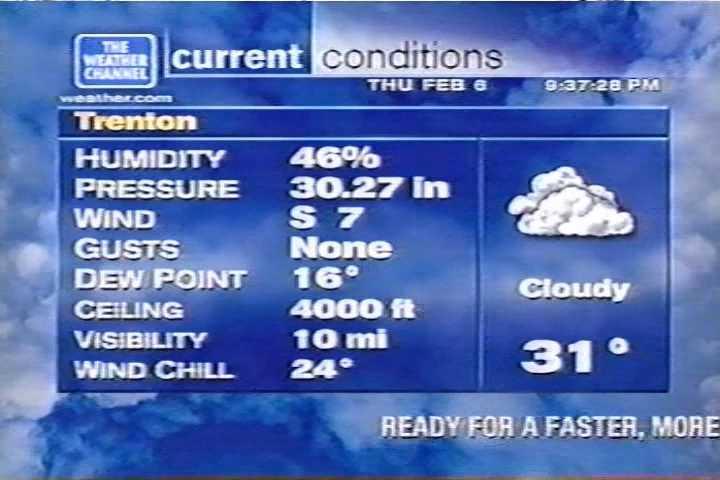 THE
WEATHER
CHANNEL
current conditions
weather.com
THU FEB 6 9:37:28 PM
Trenton
HUMIDITY 46%
PRESSURE 30.27 in
WIND S 7
GUSTS None
DEW POINT 16°
CEILING 4000 ft
VISIBILITY 10 mi
WIND CHILL 24°
Cloudy
31°
READY FOR A FASTER, MORE